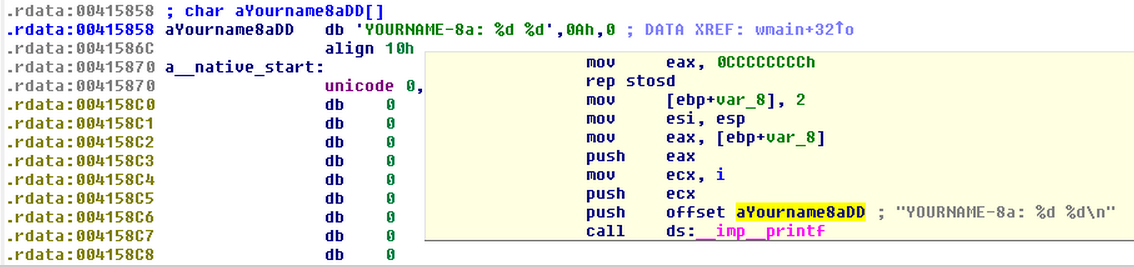 .rdata:00415858 ; char aYourname8aDD[]
.rdata:00415858 aYourname8aDD db 'YOURNAME-8a: %d %d',0Ah,0 ; DATA XREF: wmain+32↑o
.rdata:0041586C align 10h
.rdata:00415870 a__native_start:
.rdata:00415870 unicode 0,
.rdata:004158C0 db 0
.rdata:004158C1 db 0
.rdata:004158C2 db 0
.rdata:004158C3 db 0
.rdata:004158C4 db 0
.rdata:004158C5 db 0
.rdata:004158C6 db 0
.rdata:004158C7 db 0
.rdata:004158C8 db 0
mov eax, 0CCCCCCCCh
rep stosd
mov [ebp+var_8], 2
mov esi, esp
mov eax, [ebp+var_8]
push eax
mov ecx, i
push ecx
push offset aYourname8aDD ; "YOURNAME-8a: %d %d\n"
call ds:__imp__printf